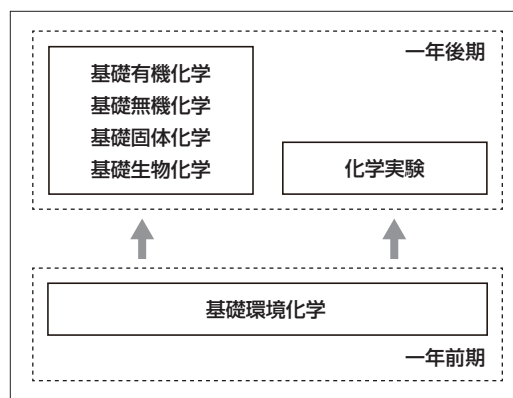 一年後期
基礎有機化学
基礎無機化学
基礎固体化学
基礎生物化学
化学実験
基礎環境化学
一年前期